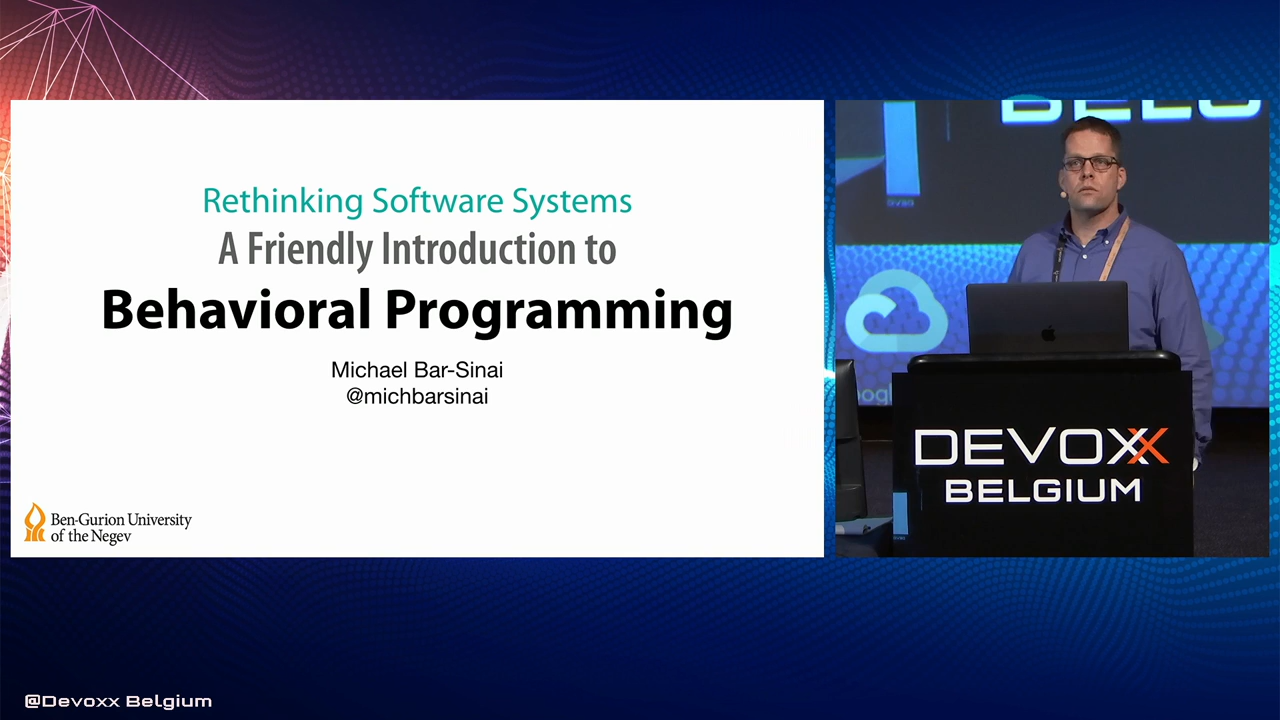 Rethinking Software Systems
A Friendly Introduction to
Behavioral Programming
Michael Bar-Sinai
@michbarsinai
Ben-Gurion University
of the Negev
DEVOXX
BELGIUM
@Devoxx Belgium